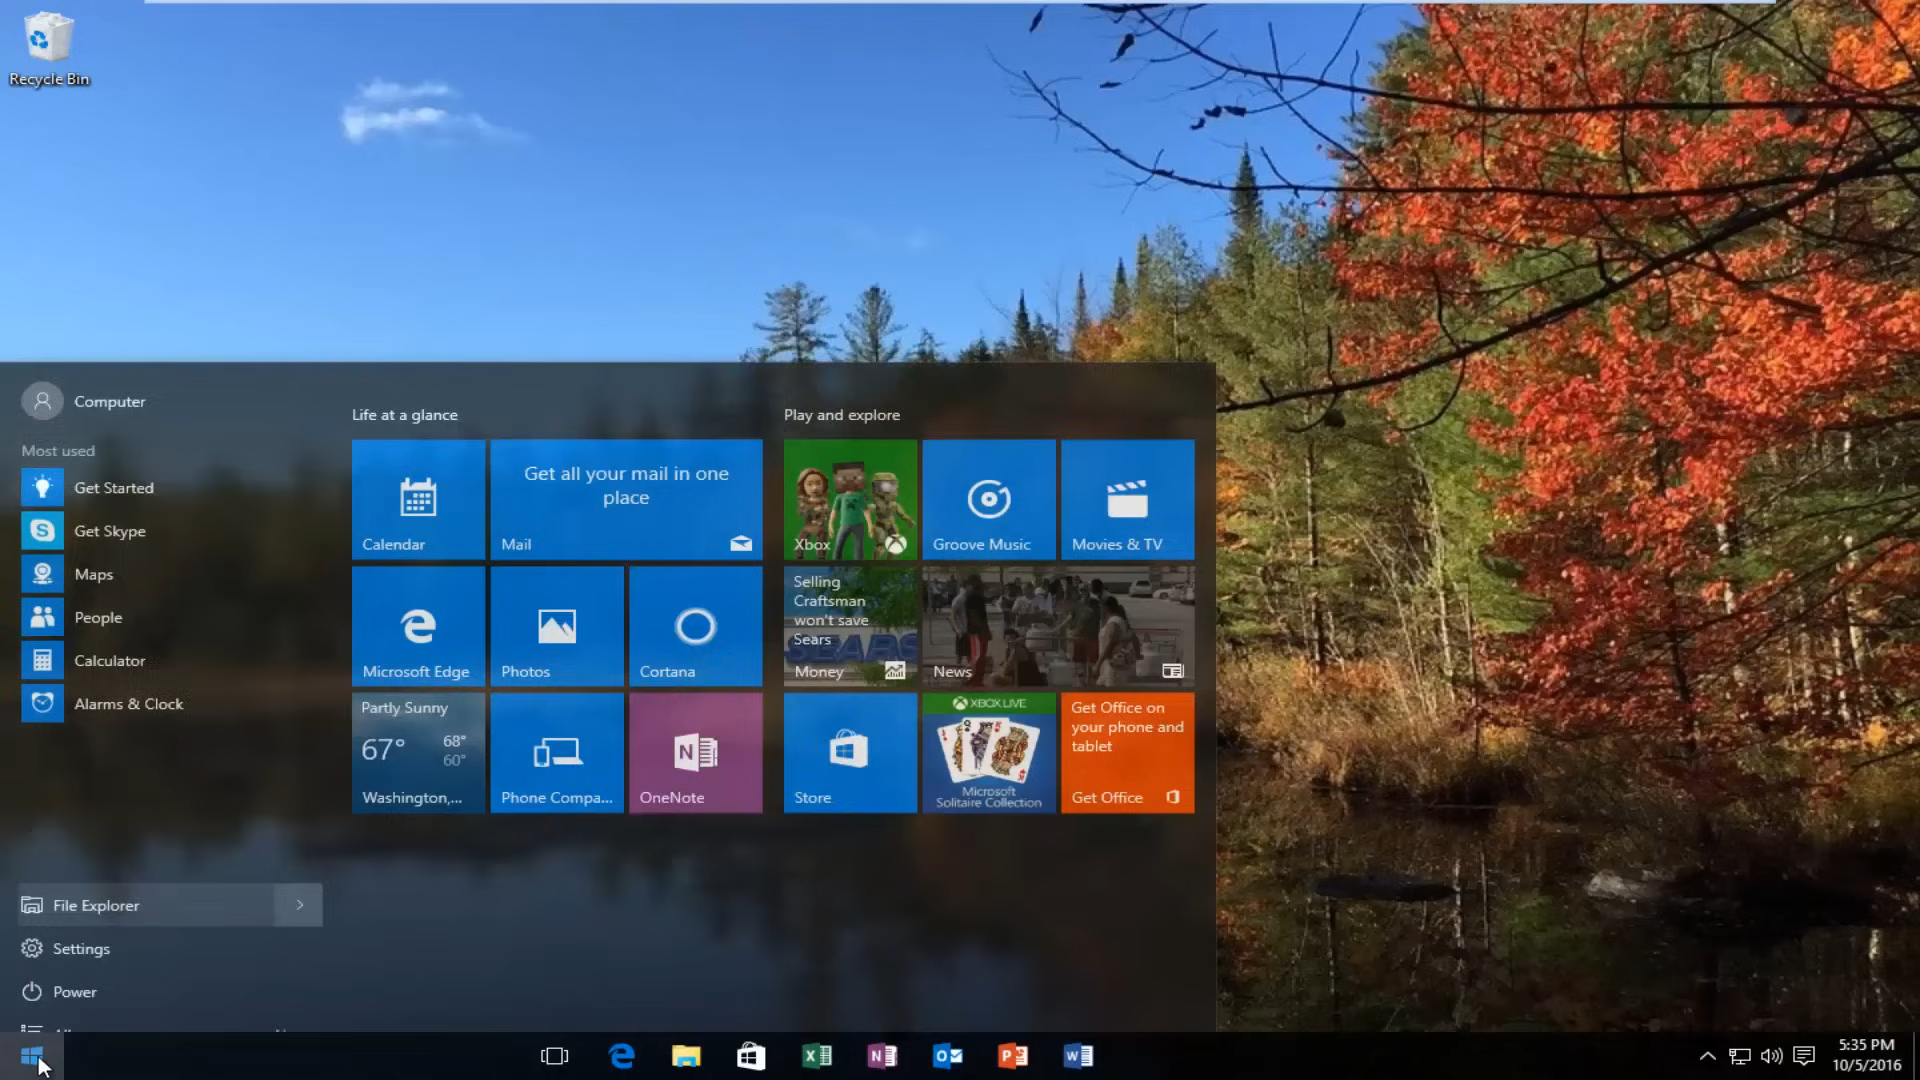 Recycle Bin
Computer
Most used
Get Started
Get Skype
Maps
People
Calculator
Alarms & Clock
File Explorer
Settings
Power
Life at a glance
Calendar
Get all your mail in one
place
Mail
Microsoft Edge
Photos
Cortana
Partly Sunny
67°
68°
60°
Washington,...
Phone Compa...
N
OneNote
Play and explore
Xbox
Groove Music
Movies & TV
Selling
Craftsman
won't save
Sears
SEARS
Money
News
Store
XBOX LIVE
Microsoft
Solitaire Collection
Get Office on
your phone and
tablet
Get Office
5:35 PM
10/5/2016